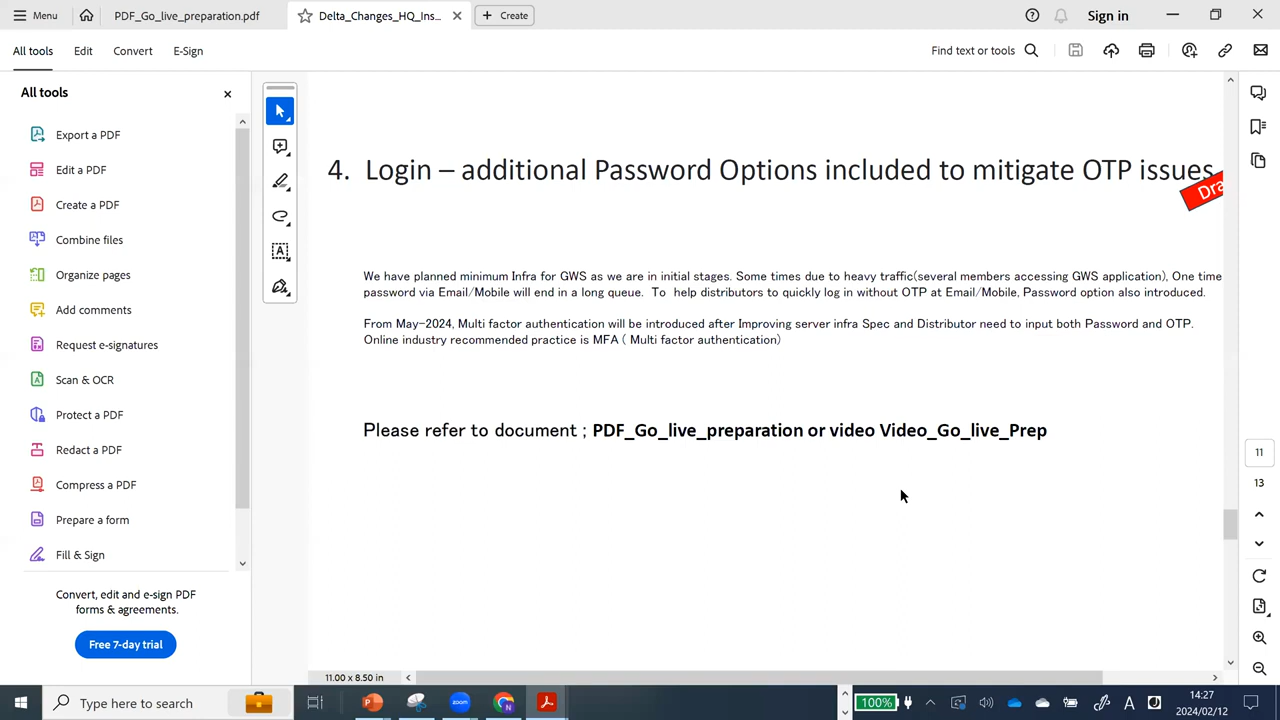 Menu
PDF_Go_live_preparation.pdf
Delta_Changes_HQ_Ins...
Create
Sign in
All tools
Edit
Convert
E-Sign
Find text or tools
All tools
Export a PDF
Edit a PDF
Create a PDF
Combine files
Organize pages
Add comments
Request e-signatures
Scan & OCR
Protect a PDF
Redact a PDF
Compress a PDF
Prepare a form
Fill & Sign
Convert, edit and e-sign PDF
forms & agreements.
Free 7-day trial
4. Login – additional Password Options included to mitigate OTP issues
Dra
We have planned minimum Infra for GWS as we are in initial stages. Some times due to heavy traffic(several members accessing GWS application), One time
password via Email/Mobile will end in a long queue. To help distributors to quickly log in without OTP at Email/Mobile, Password option also introduced.
From May-2024, Multi factor authentication will be introduced after Improving server infra Spec and Distributor need to input both Password and OTP.
Online industry recommended practice is MFA ( Multi factor authentication)
Please refer to document ; PDF_Go_live_preparation or video Video_Go_live_Prep
11
13
11.00 x 8.50 in
Type here to search
100%
A
14:27
2024/02/12